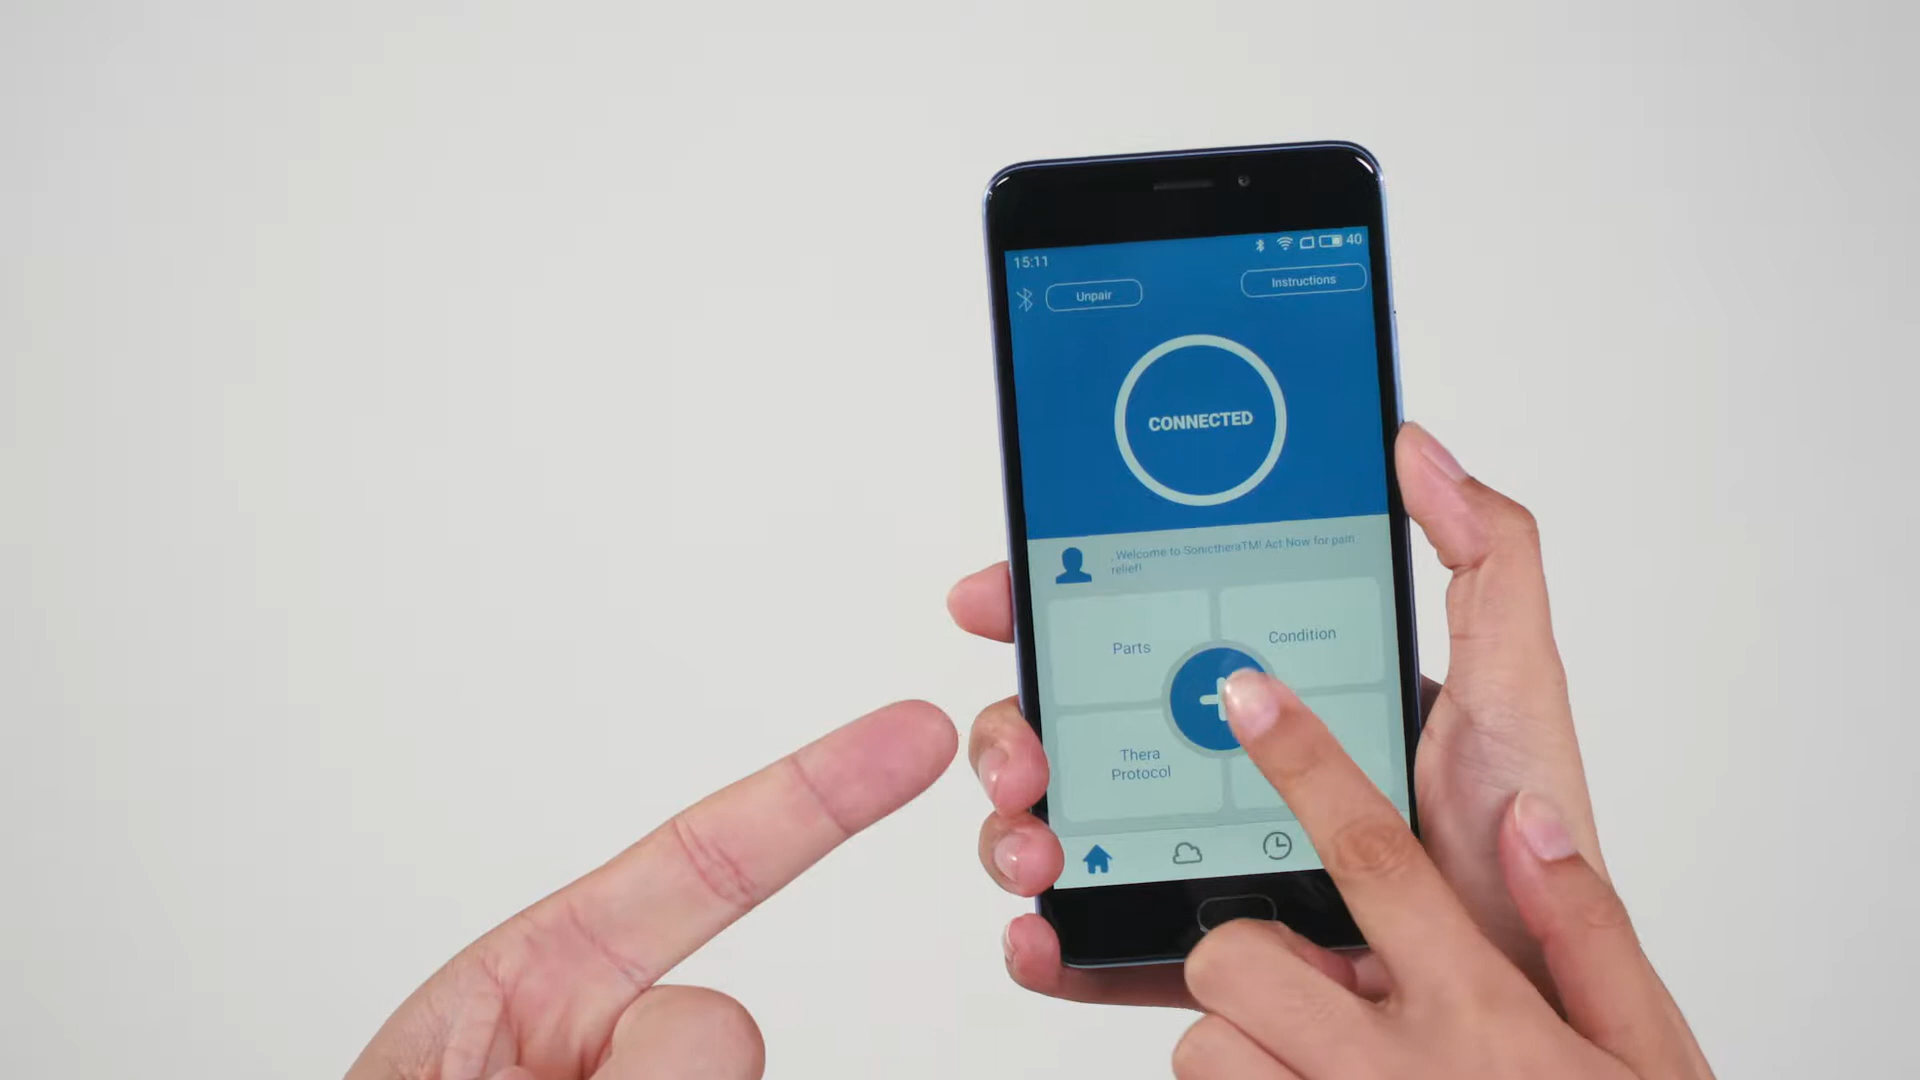 15:11
40
Unpair
Instructions
CONNECTED
, Welcome to SonictheraTM! Act Now for pain
relief!
Parts
Condition
Thera
Protocol